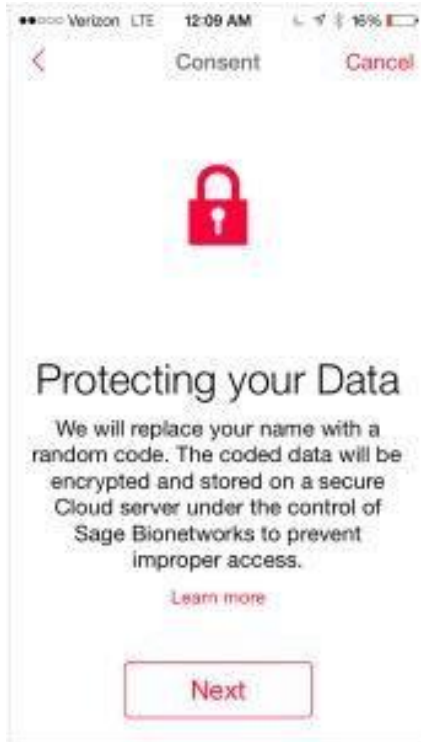 Verizon LTE 12:09 AM 16%
Consent Cancel
Protecting your Data
We will replace your name with a
random code. The coded data will be
encrypted and stored on a secure
Cloud server under the control of
Sage Bionetworks to prevent
improper access.
Learn more
Next